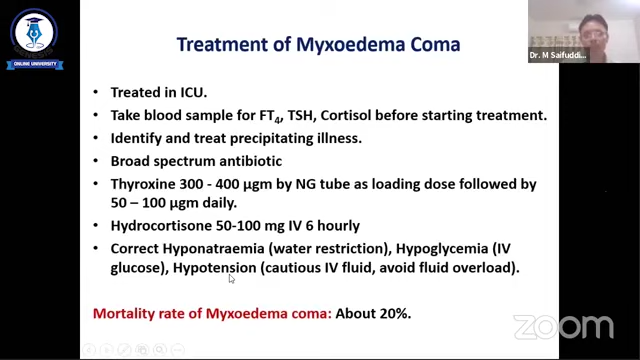 Treatment of Myxoedema Coma
Dr. M Saifuddi...
ONLINE UNIVERSITY
• Treated in ICU.
• Take blood sample for FT4, TSH, Cortisol before starting treatment.
• Identify and treat precipitating illness.
• Broad spectrum antibiotic
• Thyroxine 300 - 400 µgm by NG tube as loading dose followed by
50 – 100 µgm daily.
• Hydrocortisone 50-100 mg IV 6 hourly
• Correct Hyponatraemia (water restriction), Hypoglycemia (IV
glucose), Hypotension (cautious IV fluid, avoid fluid overload).
Mortality rate of Myxoedema coma: About 20%.
zoom